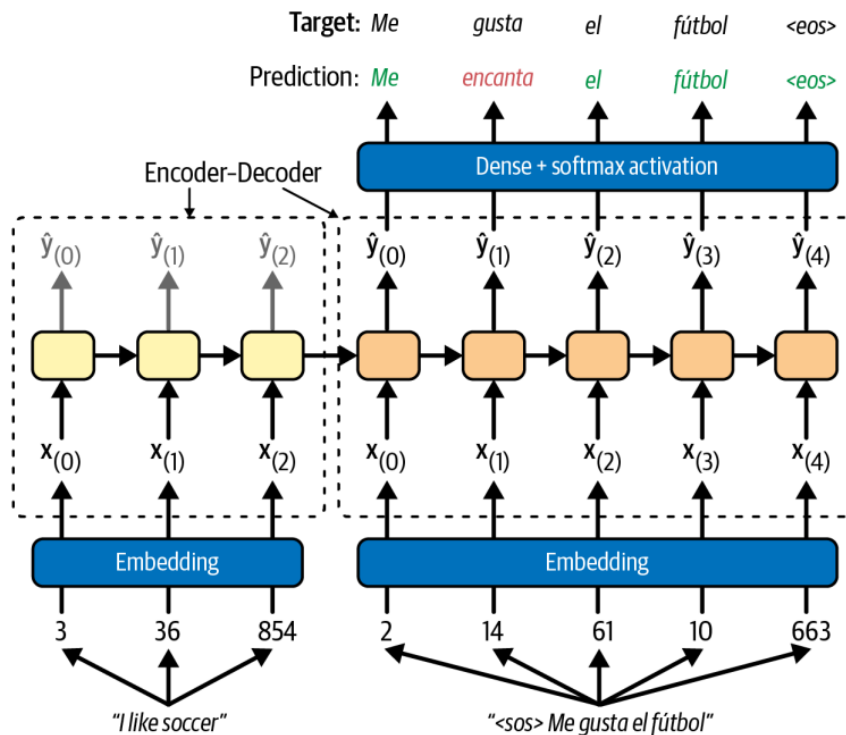 Target: Me gusta el fútbol <eos>
Prediction: Me encanta el fútbol <eos>
Dense + softmax activation
Encoder–Decoder
ŷ(0) ŷ(1) ŷ(2) ŷ(0) ŷ(1) ŷ(2) ŷ(3) ŷ(4)
x(0) x(1) x(2) x(0) x(1) x(2) x(3) x(4)
Embedding Embedding
3 36 854 2 14 61 10 663
“I like soccer” “<sos> Me gusta el fútbol”